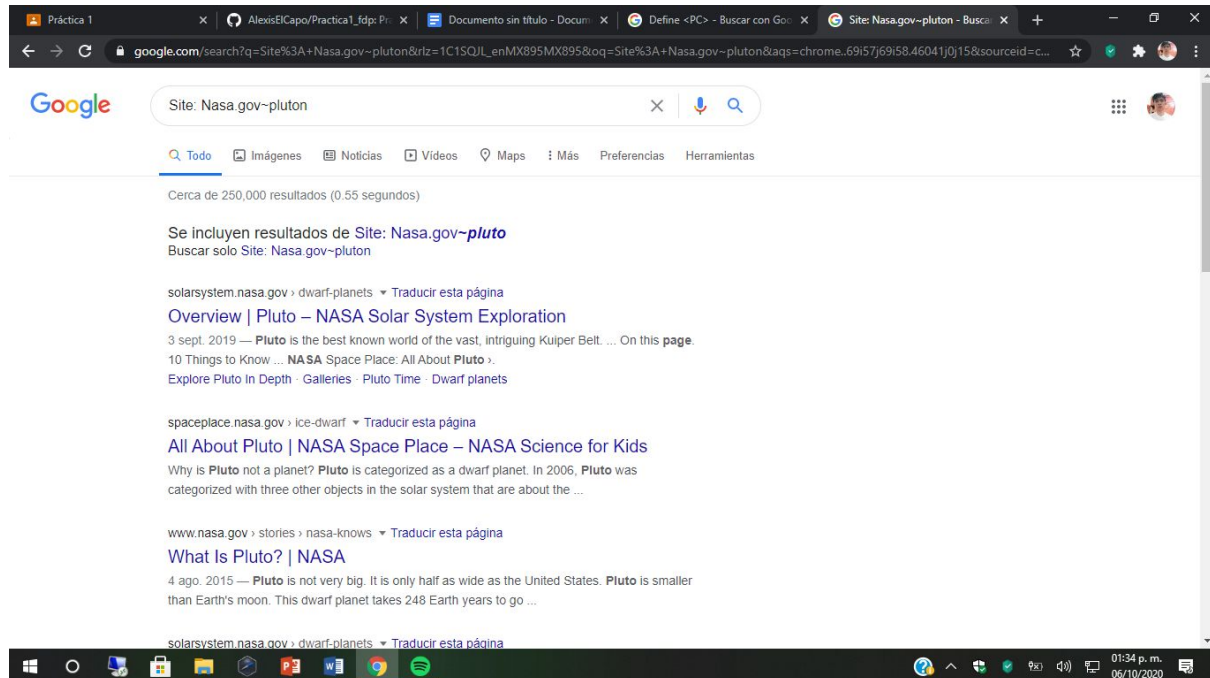 Práctica 1
AlexisElCapo/Practica1_fdp: Pra
Documento sin título - Docum
Define <PC> - Buscar con Goo
Site: Nasa.gov~pluton - Busca
google.com/search?q=Site%3A+Nasa.gov~pluton&rlz=1C1SQJL_enMX895MX895&oq=Site%3A+Nasa.gov~pluton&aqs=chrome..69i57j69i58.46041j0j15&sourceid=c...
Google
Site: Nasa.gov~pluton
Todo Imágenes Noticias Vídeos Maps Más Preferencias Herramientas
Cerca de 250,000 resultados (0.55 segundos)
Se incluyen resultados de Site: Nasa.gov~pluto
Buscar solo Site: Nasa.gov~pluton
solarsystem.nasa.gov › dwarf-planets Traducir esta página
Overview | Pluto – NASA Solar System Exploration
3 sept. 2019 — Pluto is the best known world of the vast, intriguing Kuiper Belt. ... On this page.
10 Things to Know ... NASA Space Place: All About Pluto ›.
Explore Pluto In Depth · Galleries · Pluto Time · Dwarf planets
spaceplace.nasa.gov › ice-dwarf Traducir esta página
All About Pluto | NASA Space Place – NASA Science for Kids
Why is Pluto not a planet? Pluto is categorized as a dwarf planet. In 2006, Pluto was
categorized with three other objects in the solar system that are about the ...
www.nasa.gov › stories › nasa-knows Traducir esta página
What Is Pluto? | NASA
4 ago. 2015 — Pluto is not very big. It is only half as wide as the United States. Pluto is smaller
than Earth's moon. This dwarf planet takes 248 Earth years to go ...
solarsystem.nasa.gov › dwarf-planets Traducir esta página
01:34 p. m.
06/10/2020